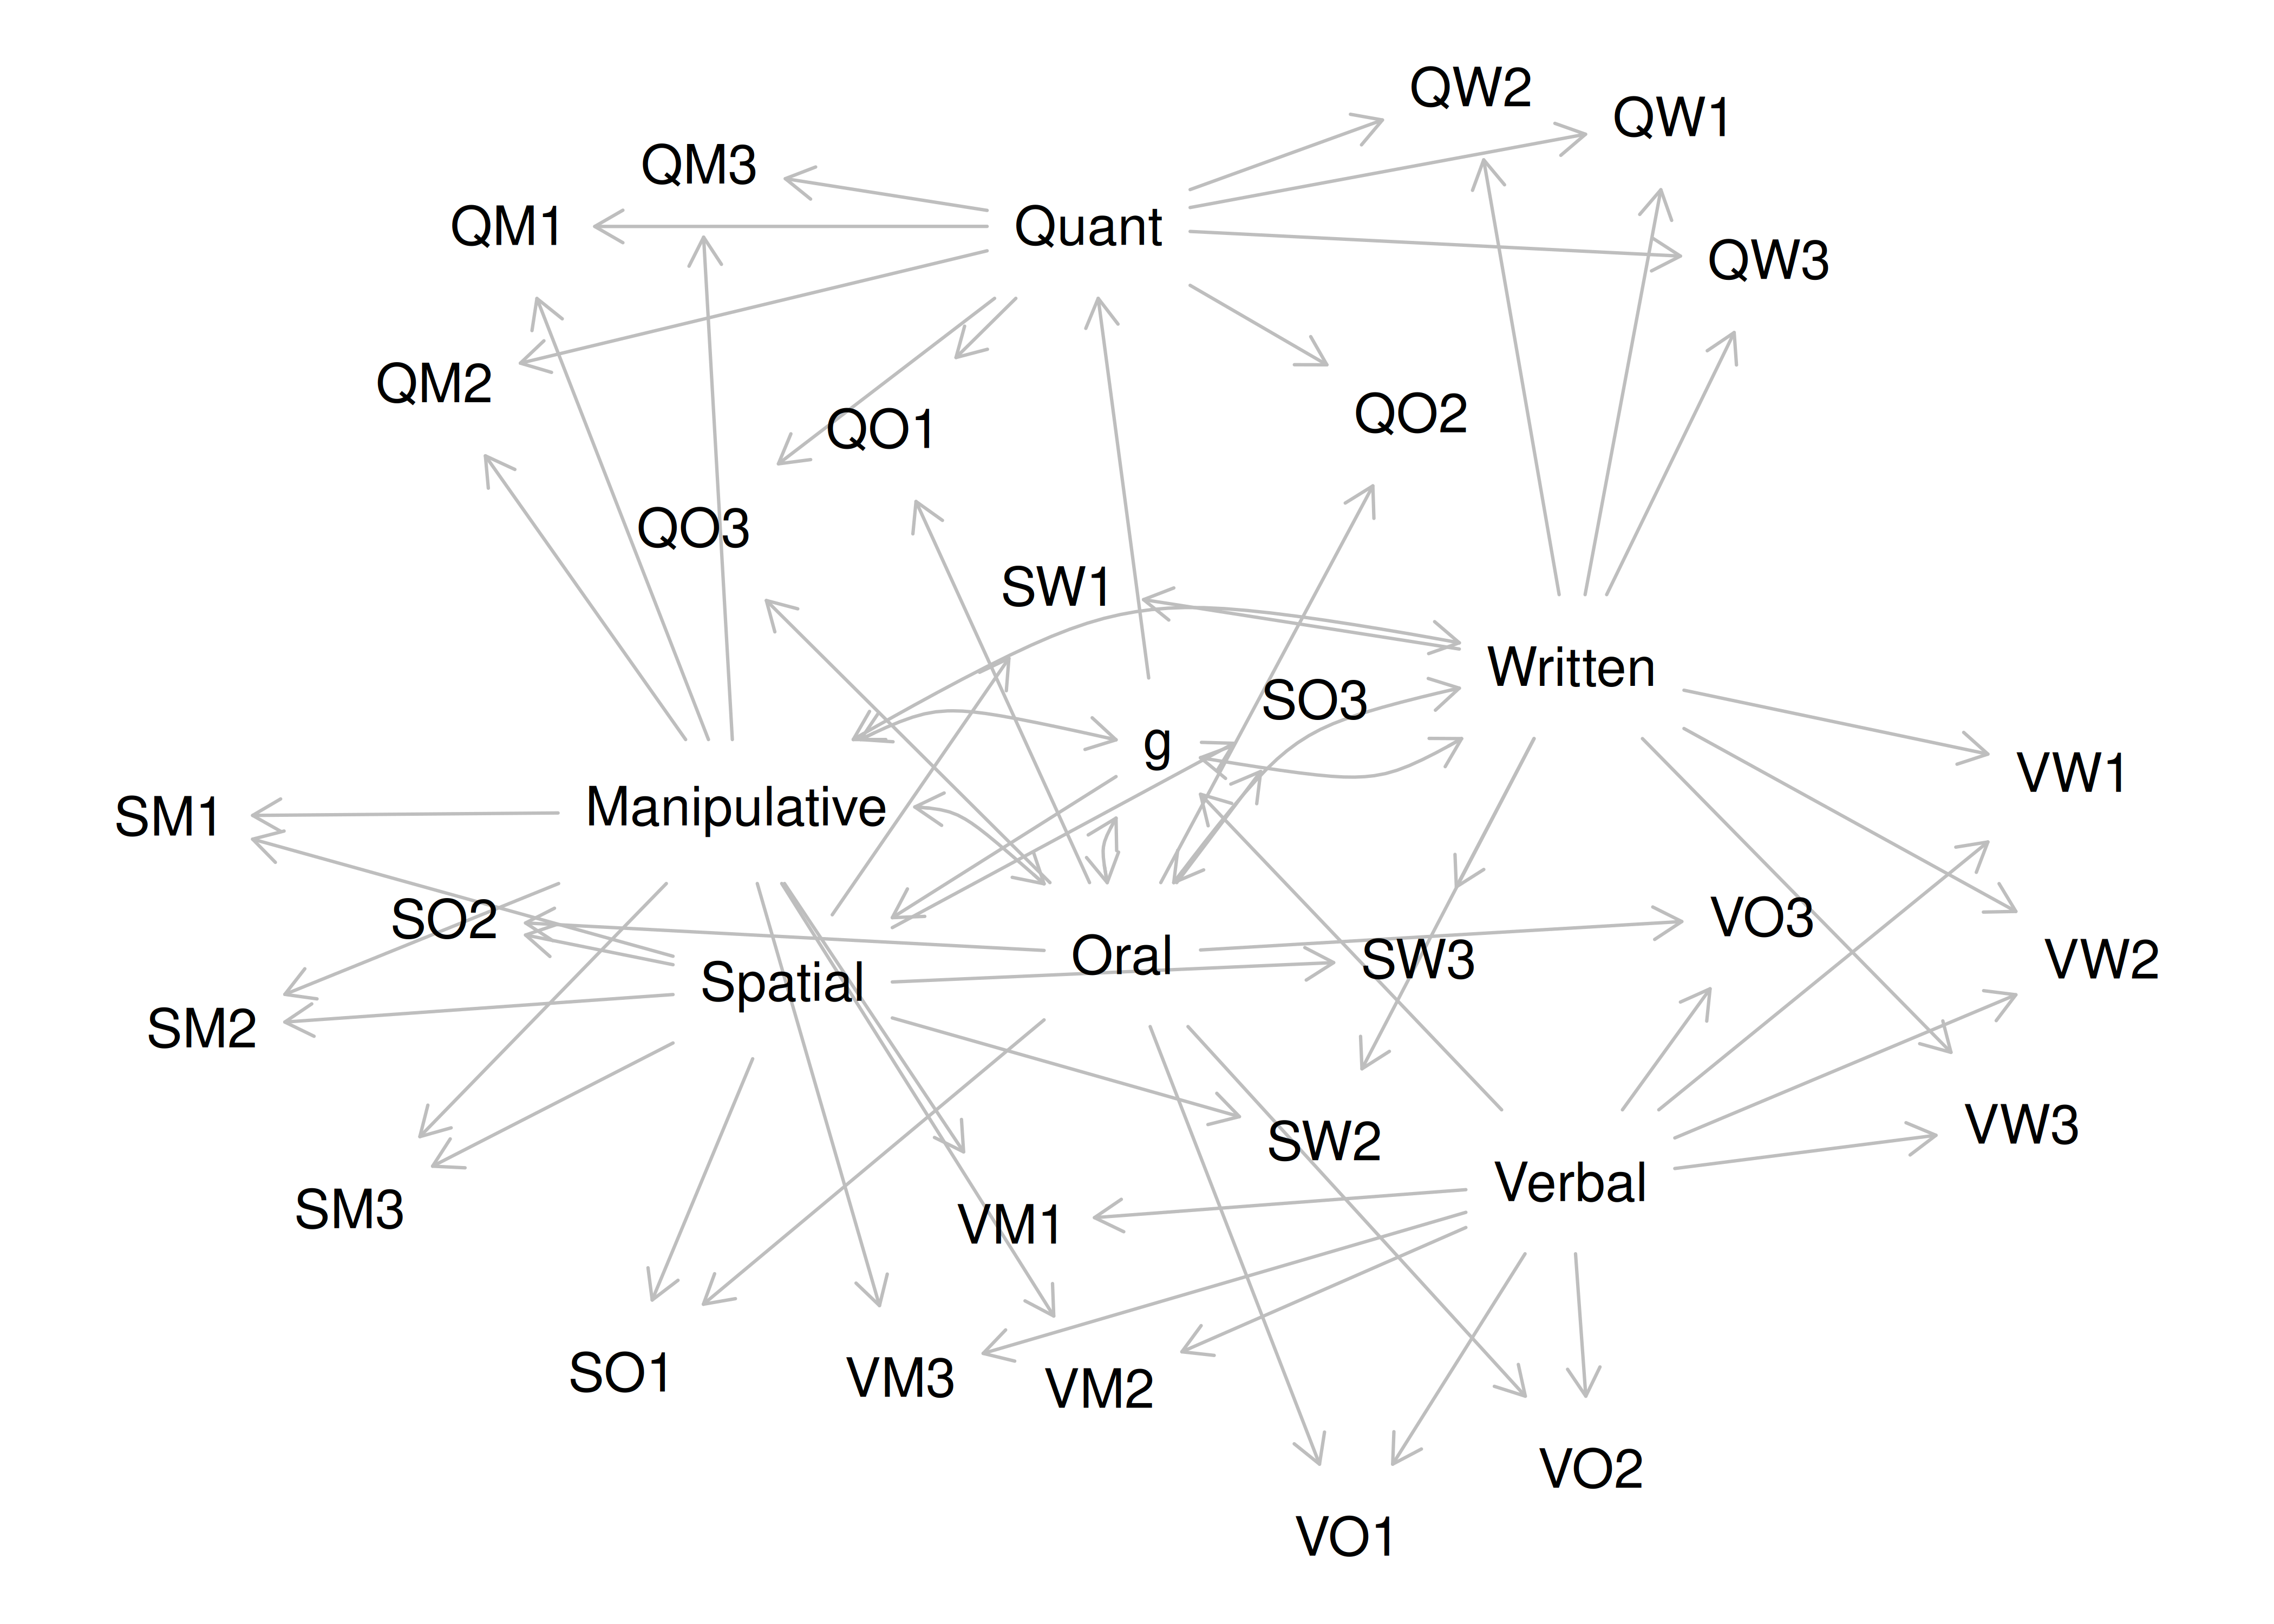 QW2
QW1
QM3
QM1
Quant
QW3
QM2
QO2
QO1
QO3
SW1
Written
SO3
g
VW1
Manipulative
SM1
SO2
VO3
Oral
SW3
VW2
Spatial
SM2
VW3
SW2
Verbal
SM3
VM1
SO1
VM3
VM2
VO2
VO1